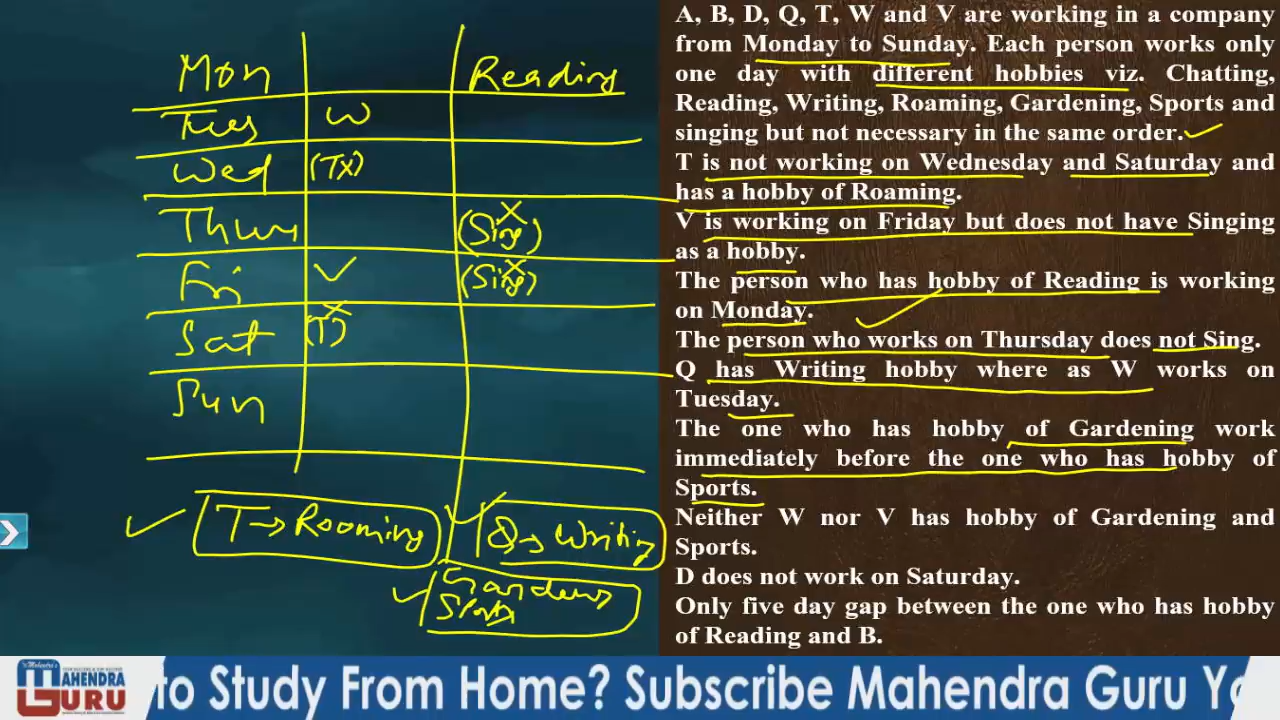 Mon Reading
Tues W
Wed (TX)
Thurs (Sing)
Fri V (Sing)
Sat (T)
Sun
T→Rooming
Q→Writing
A, B, D, Q, T, W and V are working in a company
from Monday to Sunday. Each person works only
one day with different hobbies viz. Chatting,
Reading, Writing, Roaming, Gardening, Sports and
singing but not necessary in the same order.
T is not working on Wednesday and Saturday and
has a hobby of Roaming.
V is working on Friday but does not have Singing
as a hobby.
The person who has hobby of Reading is working
on Monday.
The person who works on Thursday does not Sing.
Q has Writing hobby where as W works on
Tuesday.
The one who has hobby of Gardening work
immediately before the one who has hobby of
Sports.
Neither W nor V has hobby of Gardening and
Sports.
D does not work on Saturday.
Only five day gap between the one who has hobby
of Reading and B.
MAHENDRA
GURU
to Study From Home? Subscribe Mahendra Guru Yo